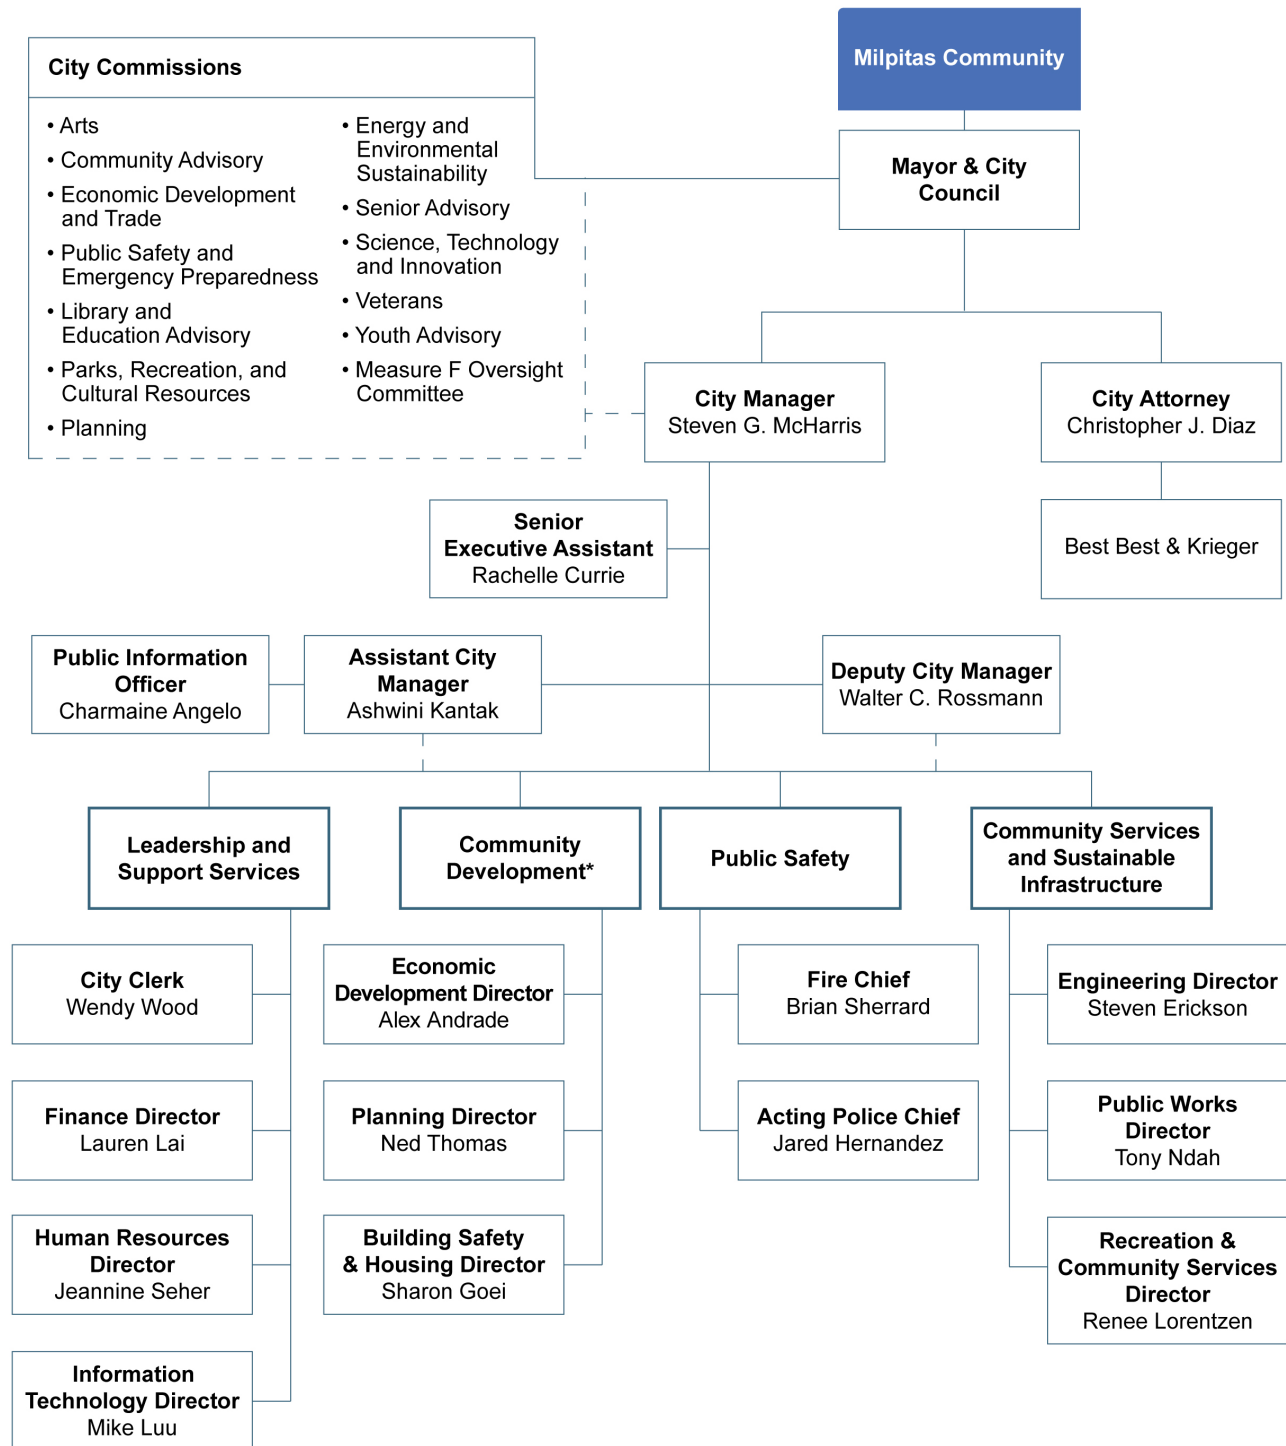 Milpitas Community
City Commissions
• Arts
• Community Advisory
• Economic Development
and Trade
• Public Safety and
Emergency Preparedness
• Library and
Education Advisory
• Parks, Recreation, and
Cultural Resources
• Planning
• Energy and
Environmental
Sustainability
• Senior Advisory
• Science, Technology
and Innovation
• Veterans
• Youth Advisory
• Measure F Oversight
Committee
Mayor & City
Council
City Manager
Steven G. McHarris
City Attorney
Christopher J. Diaz
Senior
Executive Assistant
Rachelle Currie
Best Best & Krieger
Public Information
Officer
Charmaine Angelo
Assistant City
Manager
Ashwini Kantak
Deputy City Manager
Walter C. Rossmann
Leadership and
Support Services
Community
Development*
Public Safety
Community Services
and Sustainable
Infrastructure
City Clerk
Wendy Wood
Finance Director
Lauren Lai
Human Resources
Director
Jeannine Seher
Information
Technology Director
Mike Luu
Economic
Development Director
Alex Andrade
Planning Director
Ned Thomas
Building Safety
& Housing Director
Sharon Goei
Fire Chief
Brian Sherrard
Acting Police Chief
Jared Hernandez
Engineering Director
Steven Erickson
Public Works
Director
Tony Ndah
Recreation &
Community Services
Director
Renee Lorentzen